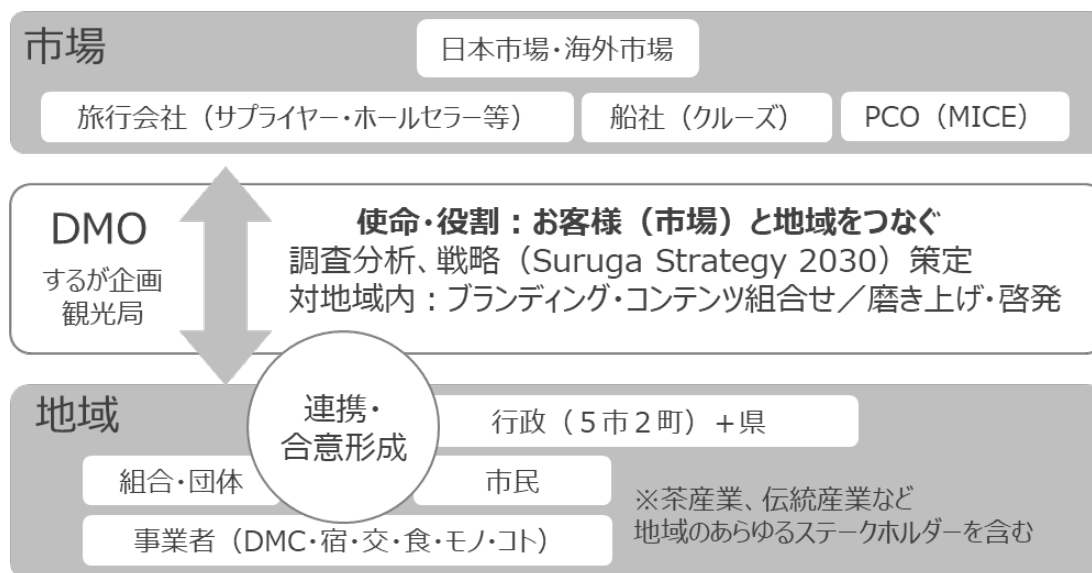 市場
日本市場・海外市場
旅行会社（サプライヤー・ホールセラー等）
船社（クルーズ）
PCO（MICE）
DMO
するが企画
観光局
使命・役割：お客様（市場）と地域をつなぐ
調査分析、戦略（Suruga Strategy 2030）策定
対地域内：ブランディング・コンテンツ組合せ／磨き上げ・啓発
地域
連携・
合意形成
行政（５市２町）＋県
組合・団体
市民
事業者（DMC・宿・交・食・モノ・コト）
※茶産業、伝統産業など
地域のあらゆるステークホルダーを含む